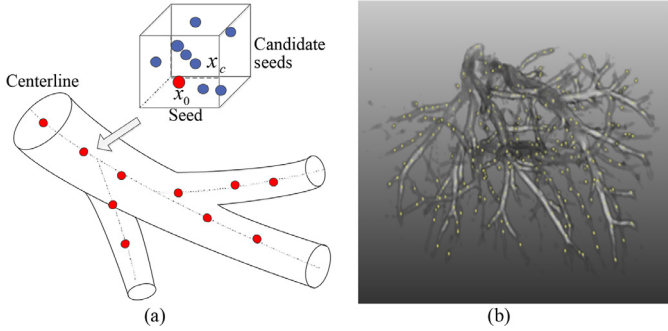 Centerline
Candidate
seeds
x_c
x_0
Seed
(a)
(b)